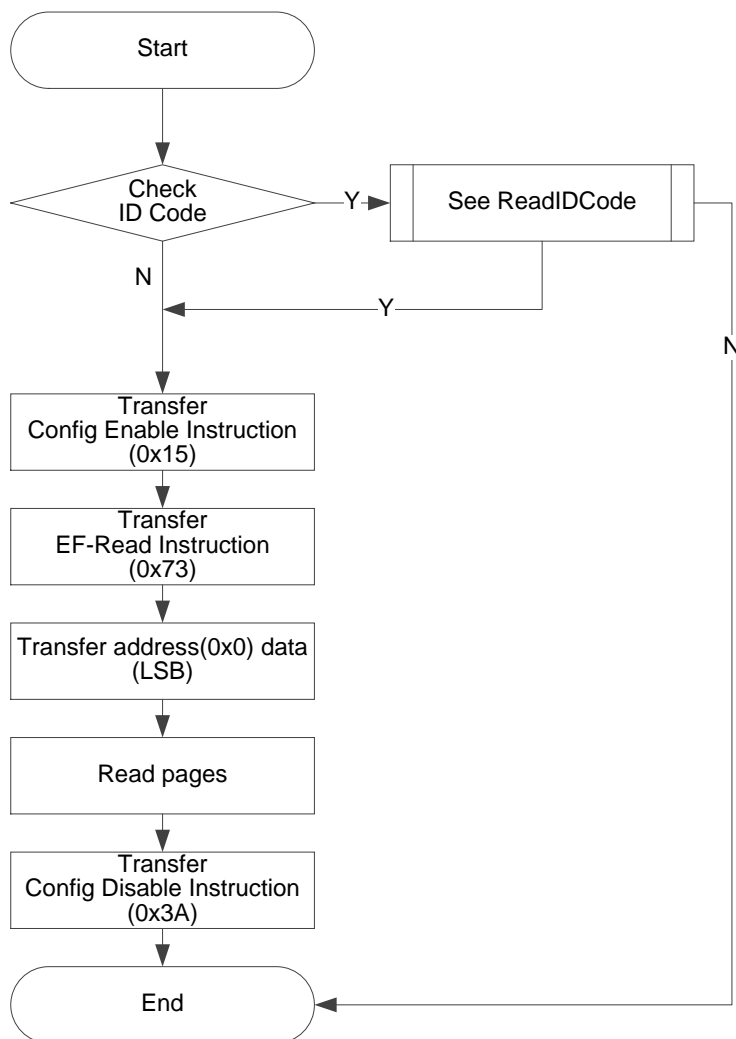 Start
Check
ID Code
Y
See ReadIDCode
N
Y
N
Transfer
Config Enable Instruction
(0x15)
Transfer
EF-Read Instruction
(0x73)
Transfer address(0x0) data
(LSB)
Read pages
Transfer
Config Disable Instruction
(0x3A)
End